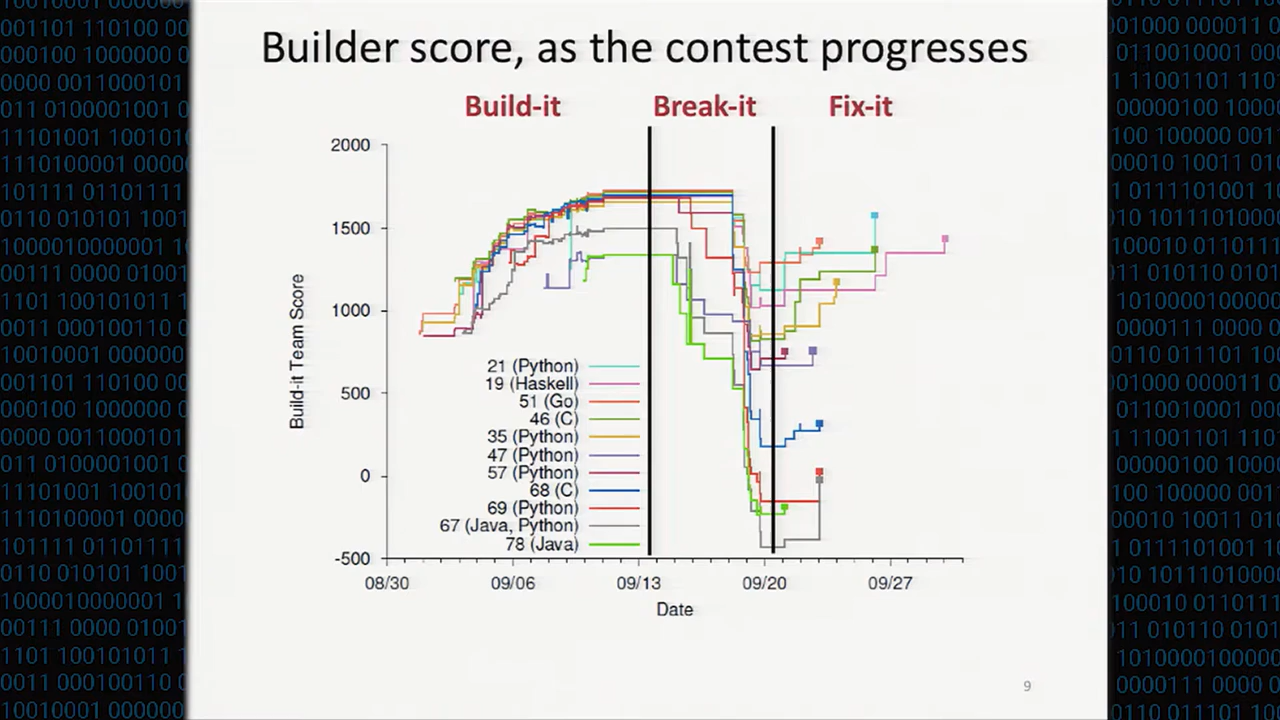 Builder score, as the contest progresses
Build-it
Break-it
Fix-it
2000
1500
1000
500
0
-500
Build-it Team Score
21 (Python)
19 (Haskell)
51 (Go)
46 (C)
35 (Python)
47 (Python)
57 (Python)
68 (C)
69 (Python)
67 (Java, Python)
78 (Java)
08/30
09/06
09/13
09/20
09/27
Date
9